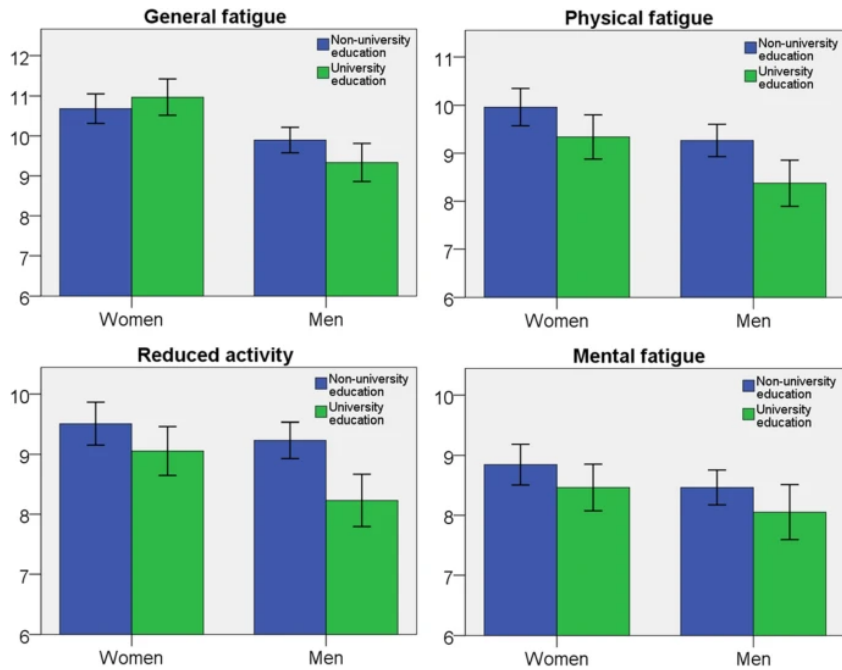 General fatigue
Non-university
education
University
education
12
11
10
9
8
7
6
Women
Men
Physical fatigue
Non-university
education
University
education
11
10
9
8
7
6
Women
Men
Reduced activity
Non-university
education
University
education
10
9
8
7
6
Women
Men
Mental fatigue
Non-university
education
University
education
10
9
8
7
6
Women
Men